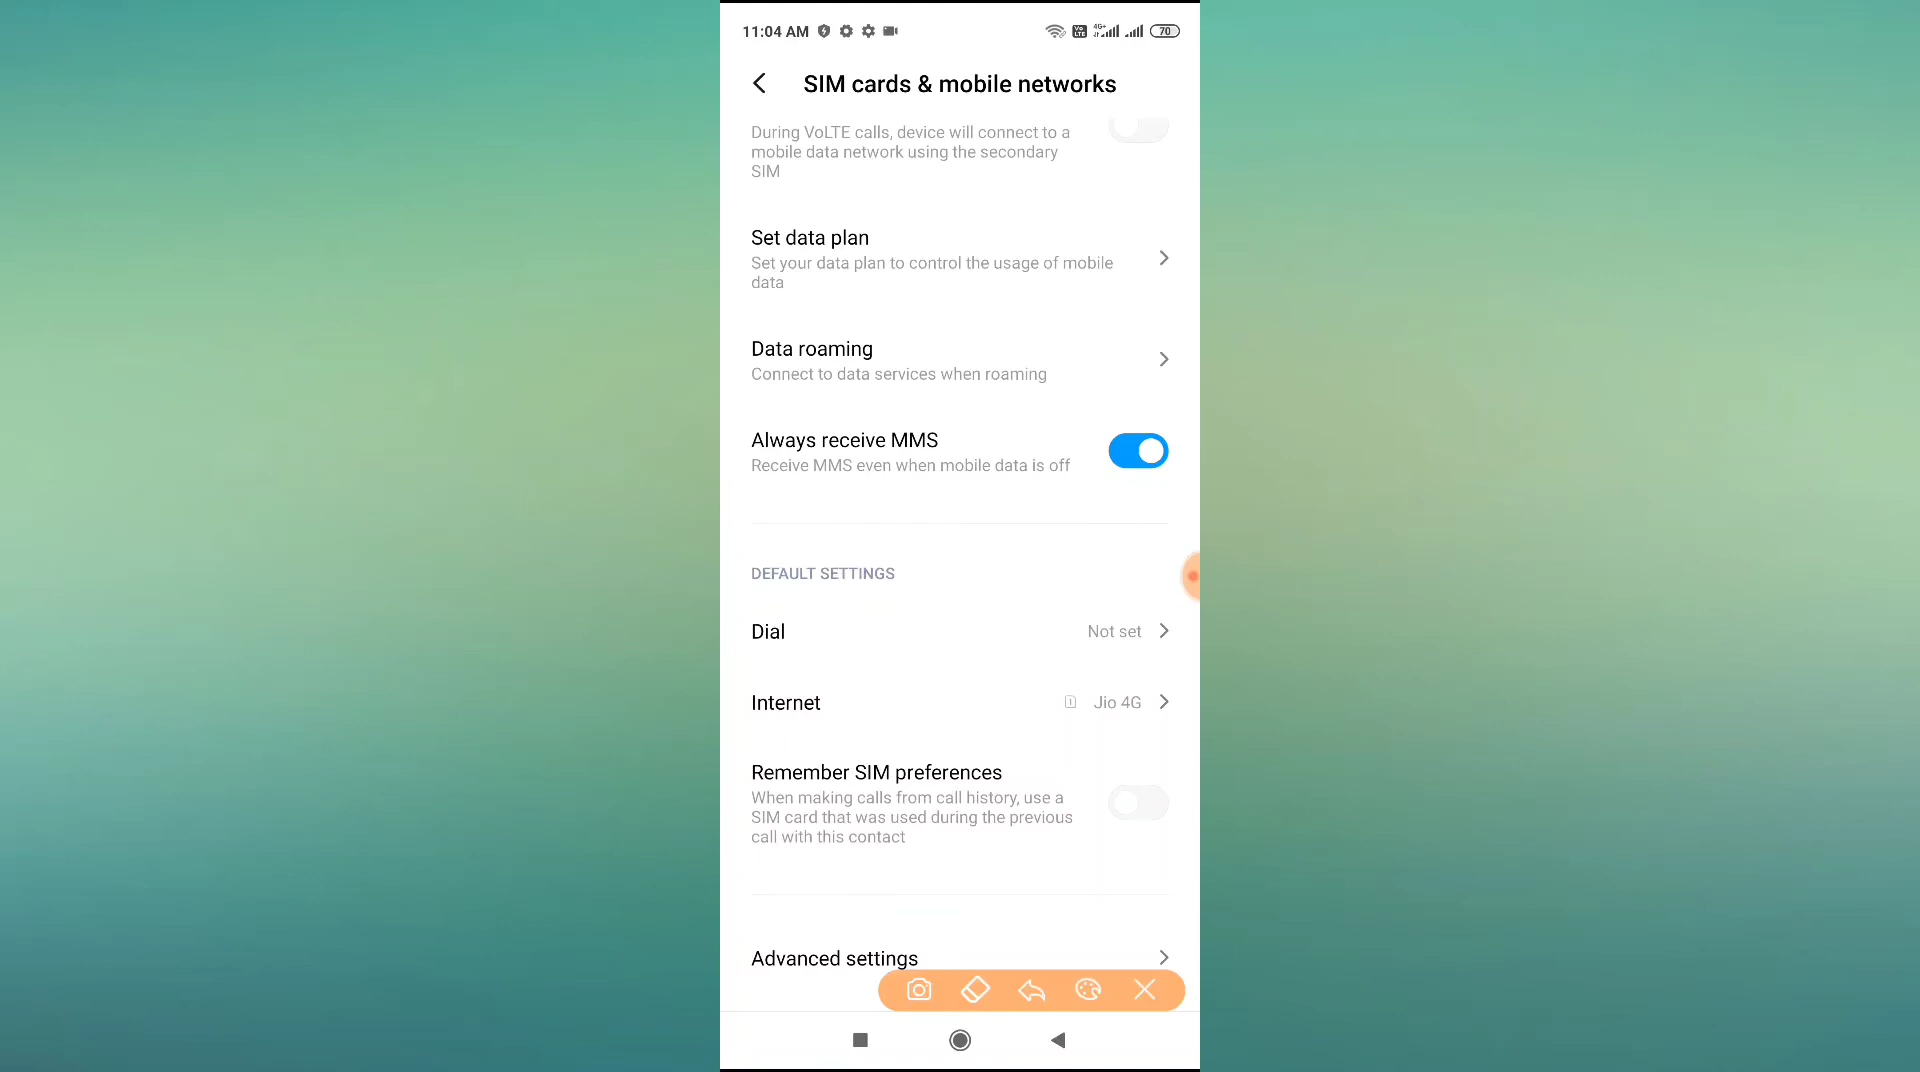 11:04 AM
Vo LTE
4G+
70
SIM cards & mobile networks
During VoLTE calls, device will connect to a
mobile data network using the secondary
SIM
Set data plan
Set your data plan to control the usage of mobile
data
Data roaming
Connect to data services when roaming
Always receive MMS
Receive MMS even when mobile data is off
DEFAULT SETTINGS
Dial
Not set
Internet
1
Jio 4G
Remember SIM preferences
When making calls from call history, use a
SIM card that was used during the previous
call with this contact
Advanced settings